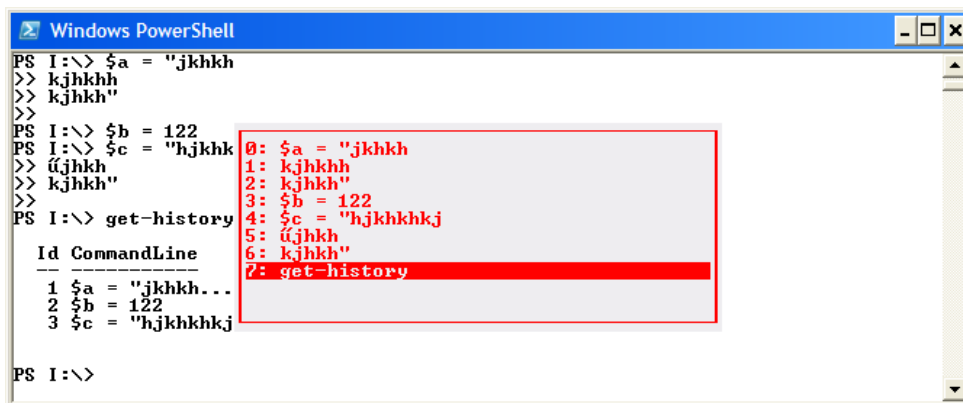 Windows PowerShell
PS I:\> $a = "jkhkh
>> kjhkhh
>> kjhkh"
>>
PS I:\> $b = 122
PS I:\> $c = "hjkhk
>> űjhkh
>> kjhkh"
>>
PS I:\> get-history
Id CommandLine
-- -----------
1 $a = "jkhkh...
2 $b = 122
3 $c = "hjkhkhkj
PS I:\>
0: $a = "jkhkh
1: kjhkhh
2: kjhkh"
3: $b = 122
4: $c = "hjkhkhkj
5: űjhkh
6: kjhkh"
7: get-history